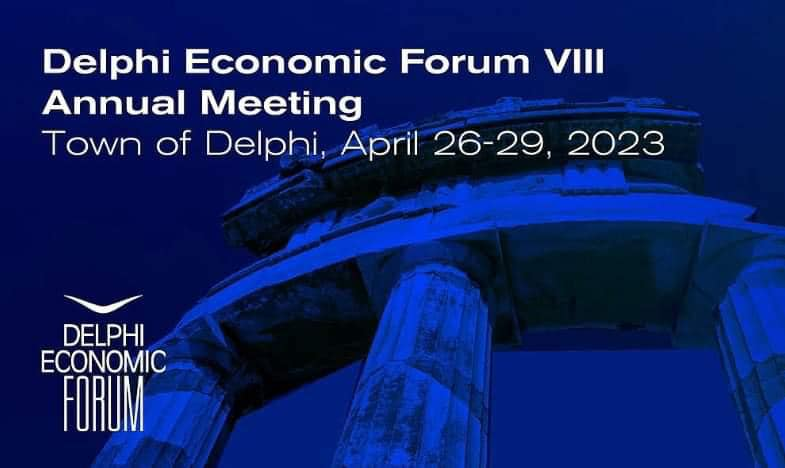 Delphi Economic Forum VIII
Annual Meeting
Town of Delphi, April 26-29, 2023
DELPHI
ECONOMIC
FORUM